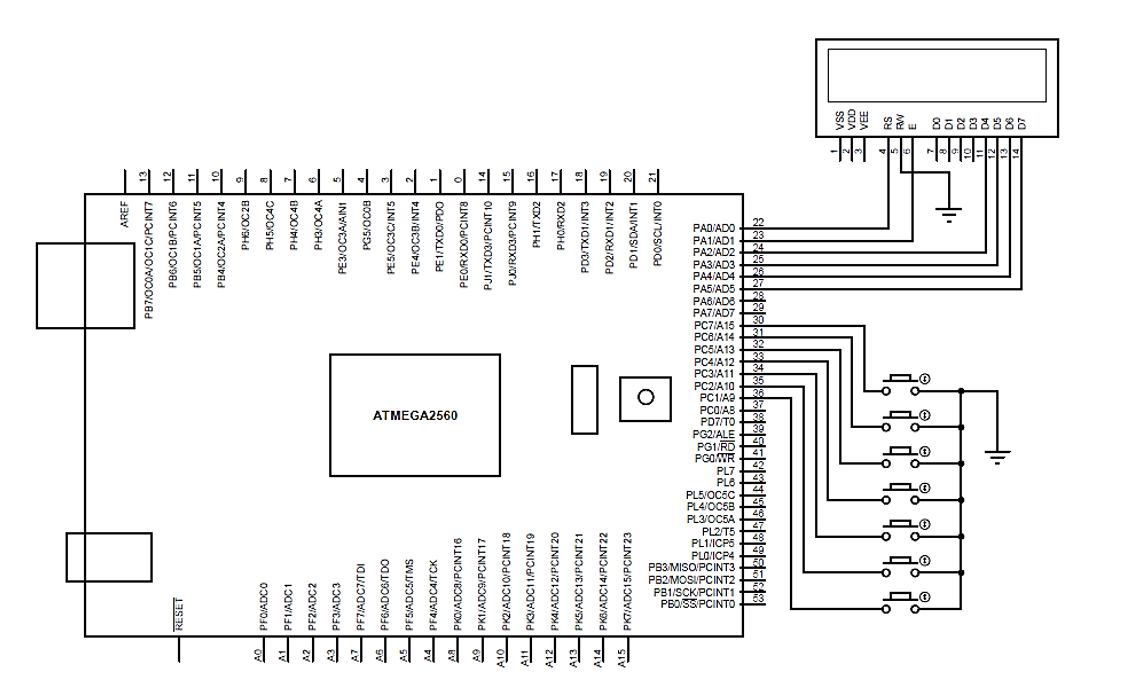 VSS
VDD
VEE
RS
RW
E
D0
D1
D2
D3
D4
D5
D6
D7
1
2
3
4
5
6
7
8
9
10
11
12
13
14
13
12
11
10
9
8
7
6
5
4
3
2
1
0
14
15
16
17
18
19
20
21
AREF
PB7/OC0A/OC1C/PCINT7
PB6/OC1B/PCINT6
PB5/OC1A/PCINT5
PB4/OC2A/PCINT4
PH6/OC2B
PH5/OC4C
PH4/OC4B
PH3/OC4A
PE3/OC3A/AIN1
PG5/OC0B
PE5/OC3C/INT5
PE4/OC3B/INT4
PE1/TXD0/PDO
PE0/RXD0/PCINT8
PJ1/TXD3/PCINT10
PJ0/RXD3/PCINT9
PH1/TXD2
PH0/RXD2
PD3/TXD1/INT3
PD2/RXD1/INT2
PD1/SDA/INT1
PD0/SCL/INT0
PA0/AD0 22
PA1/AD1 23
PA2/AD2 24
PA3/AD3 25
PA4/AD4 26
PA5/AD5 27
PA6/AD6 28
PA7/AD7 29
PC7/A15 30
PC6/A14 31
PC5/A13 32
PC4/A12 33
PC3/A11 34
PC2/A10 35
PC1/A9 36
PC0/A8 37
PD7/T0 38
PG2/ALE 39
PG1/RD 40
PG0/WR 41
PL7 42
PL6 43
PL5/OC5C 44
PL4/OC5B 45
PL3/OC5A 46
PL2/T5 47
PL1/ICP5 48
PL0/ICP4 49
PB3/MISO/PCINT3 50
PB2/MOSI/PCINT2 51
PB1/SCK/PCINT1 52
PB0/SS/PCINT0 53
ATMEGA2560
RESET
PF0/ADC0
PF1/ADC1
PF2/ADC2
PF3/ADC3
PF7/ADC7/TDI
PF6/ADC6/TDO
PF5/ADC5/TMS
PF4/ADC4/TCK
PK0/ADC8/PCINT16
PK1/ADC9/PCINT17
PK2/ADC10/PCINT18
PK3/ADC11/PCINT19
PK4/ADC12/PCINT20
PK5/ADC13/PCINT21
PK6/ADC14/PCINT22
PK7/ADC15/PCINT23
A0
A1
A2
A3
A7
A6
A5
A4
A8
A9
A10
A11
A12
A13
A14
A15